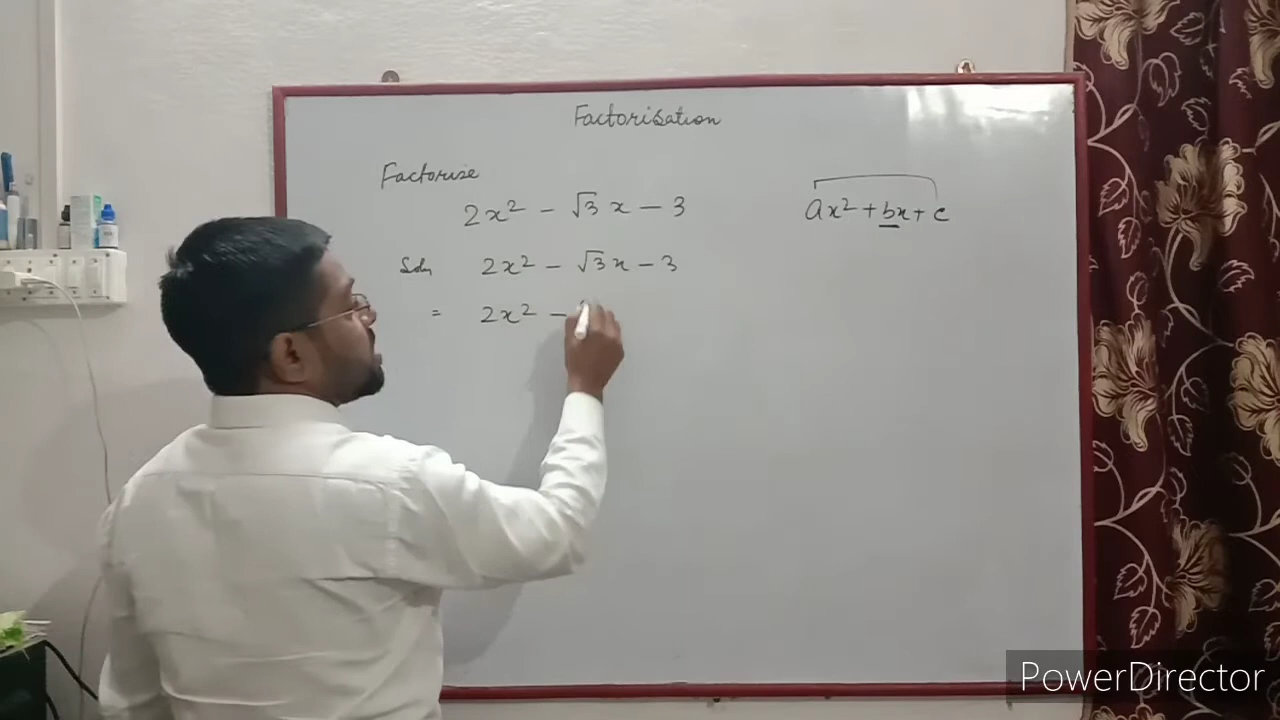 Factorisation
Factorise
2x² - √3 x - 3
ax² + bx + c
Soln 2x² - √3x - 3
= 2x² -
PowerDirector